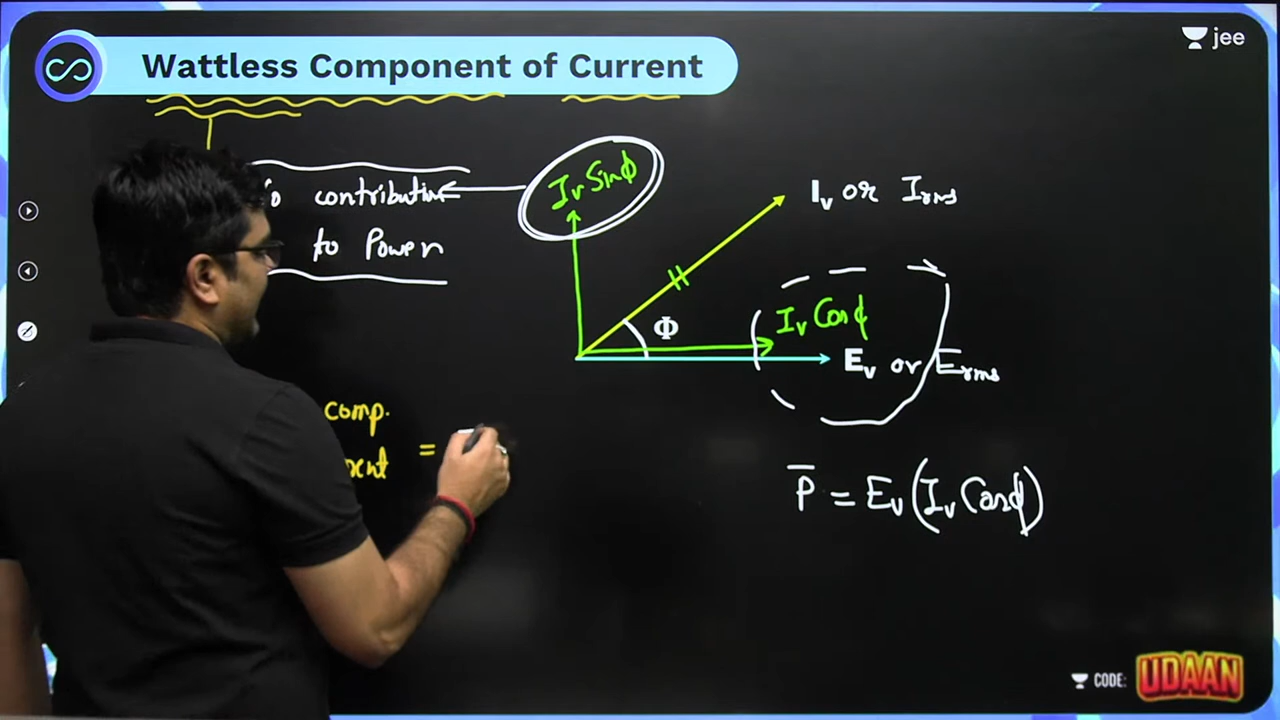 jee
Wattless Component of Current
Iv Sinϕ
contribution
to Power
Iv or Irms
Φ
Iv Cosϕ
Ev or Erms
comp.
=
P̅ = Ev(Iv Cosϕ)
CODE: UDAAN